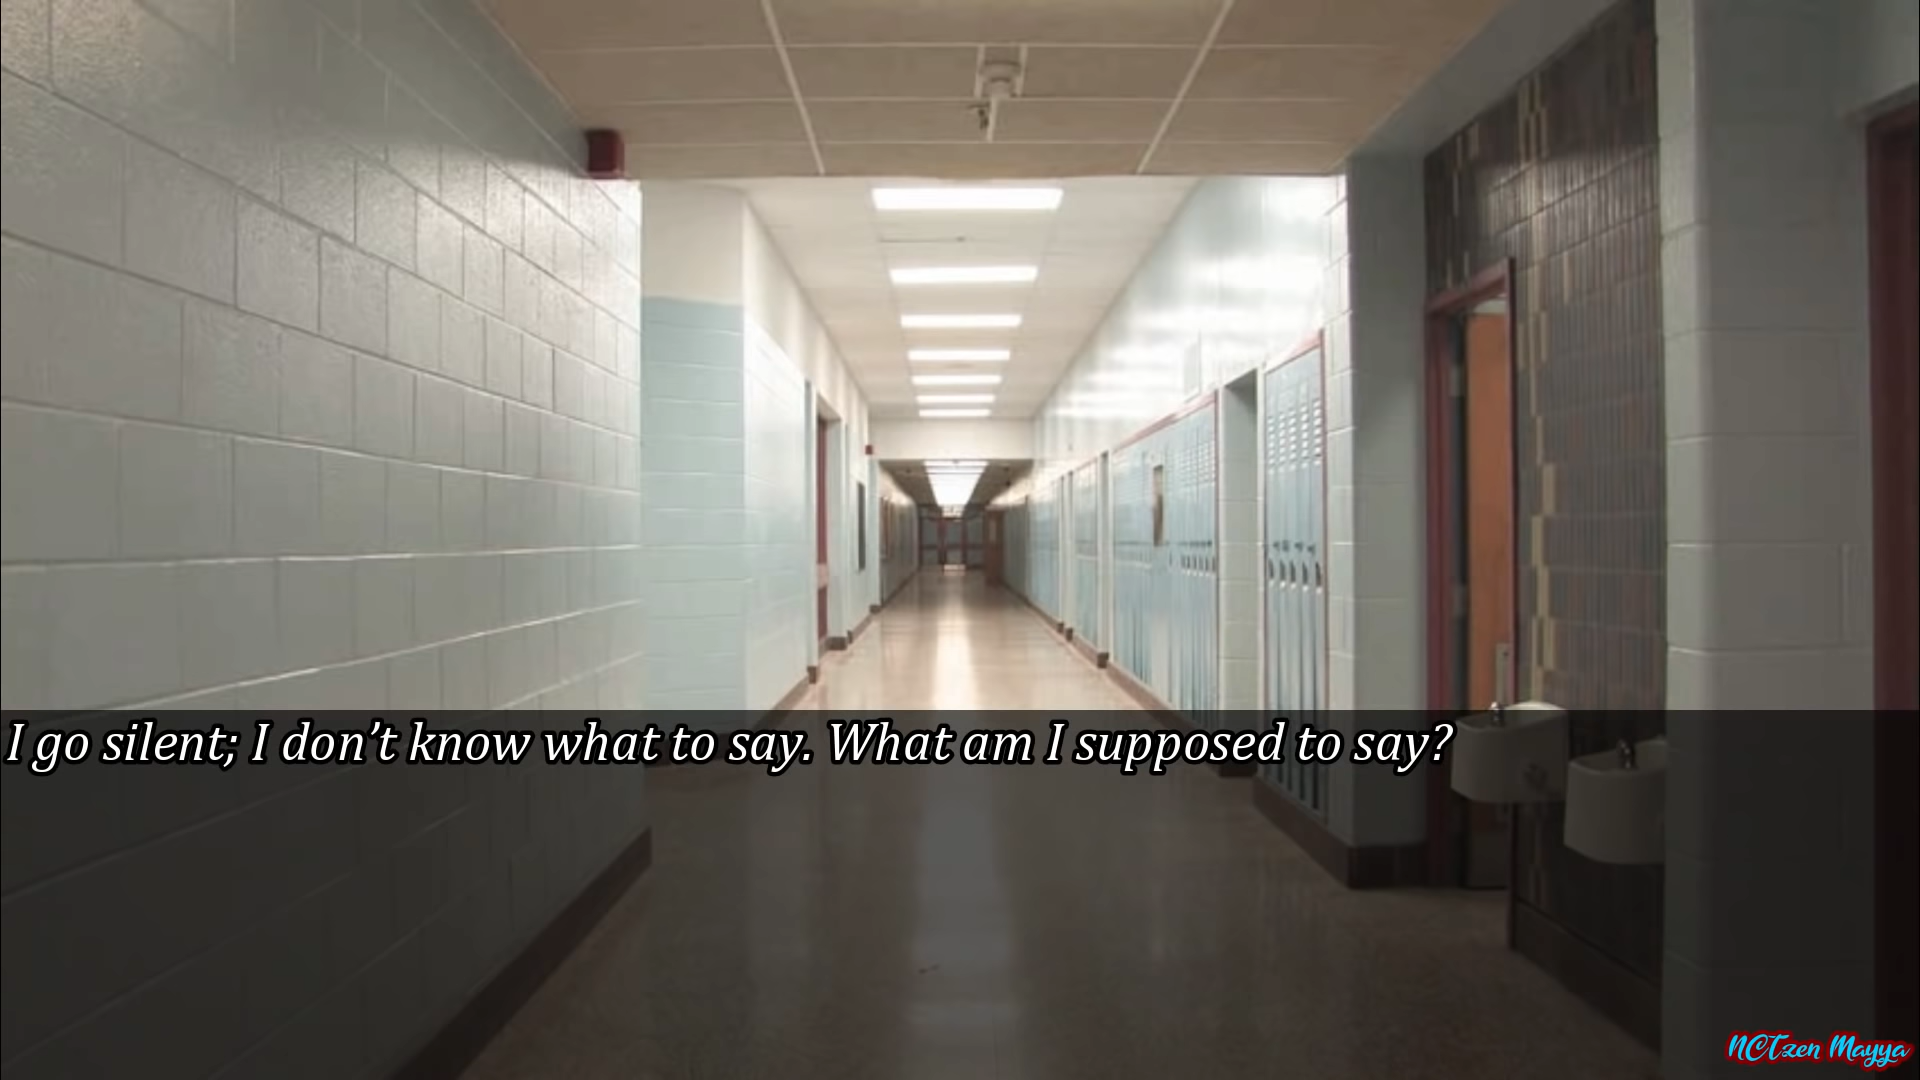 I go silent; I don’t know what to say. What am I supposed to say?
NCTzen Mayya